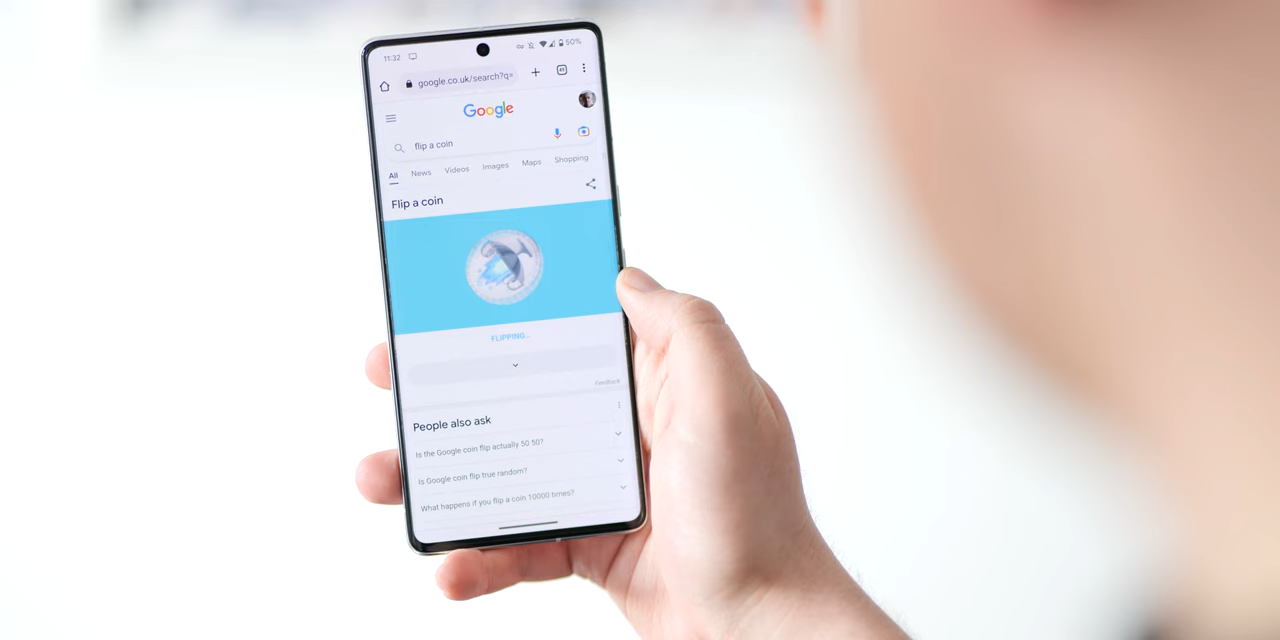 11:32 50%
google.co.uk/search?q=
Google
flip a coin
All News Videos Images Maps Shopping
Flip a coin
FLIPPING...
Feedback
People also ask
Is the Google coin flip actually 50 50?
Is Google coin flip true random?
What happens if you flip a coin 10000 times?